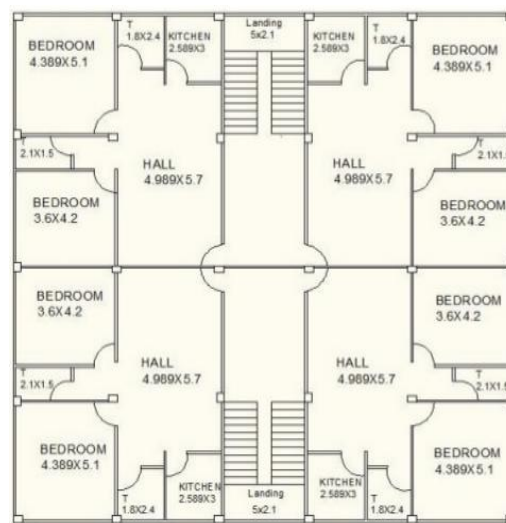 T
1.8X2.4
KITCHEN
2.589X3
Landing
5x2.1
KITCHEN
2.589X3
T
1.8X2.4
BEDROOM
4.389X5.1
BEDROOM
4.389X5.1
T
2.1X1.5
HALL
4.989X5.7
HALL
4.989X5.7
T
2.1X1.5
BEDROOM
3.6X4.2
BEDROOM
3.6X4.2
BEDROOM
3.6X4.2
BEDROOM
3.6X4.2
T
2.1X1.5
HALL
4.989X5.7
HALL
4.989X5.7
T
2.1X1.5
BEDROOM
4.389X5.1
BEDROOM
4.389X5.1
T
1.8X2.4
KITCHEN
2.589X3
Landing
5x2.1
KITCHEN
2.589X3
T
1.8X2.4